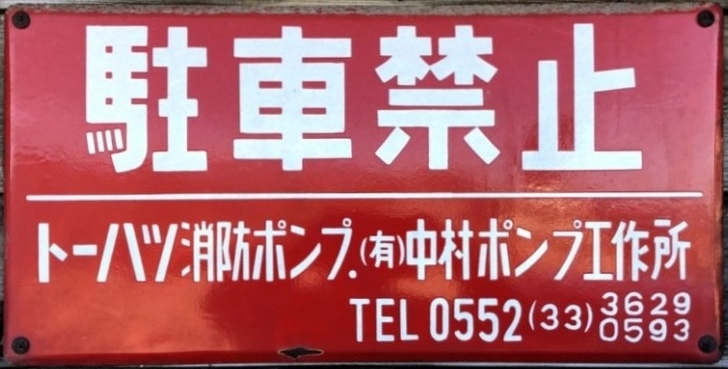 駐車禁止
トーハツ消防ポンプ.(有)中村ポンプ工作所
TEL 0552(33)3629
0593